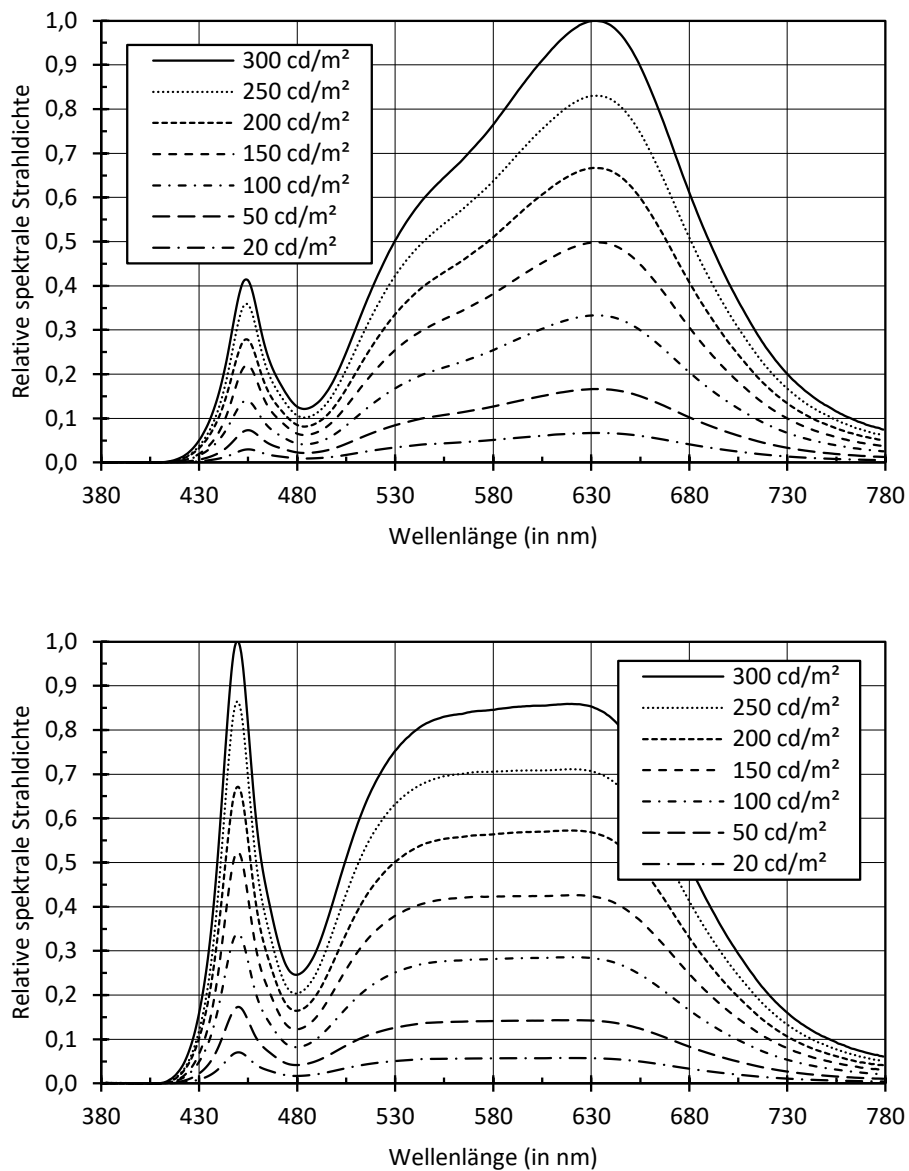 1,0
0,9
0,8
0,7
0,6
0,5
0,4
0,3
0,2
0,1
0,0
Relative spektrale Strahldichte
300 cd/m²
250 cd/m²
200 cd/m²
150 cd/m²
100 cd/m²
50 cd/m²
20 cd/m²
380 430 480 530 580 630 680 730 780
Wellenlänge (in nm)
1,0
0,9
0,8
0,7
0,6
0,5
0,4
0,3
0,2
0,1
0,0
Relative spektrale Strahldichte
300 cd/m²
250 cd/m²
200 cd/m²
150 cd/m²
100 cd/m²
50 cd/m²
20 cd/m²
380 430 480 530 580 630 680 730 780
Wellenlänge (in nm)